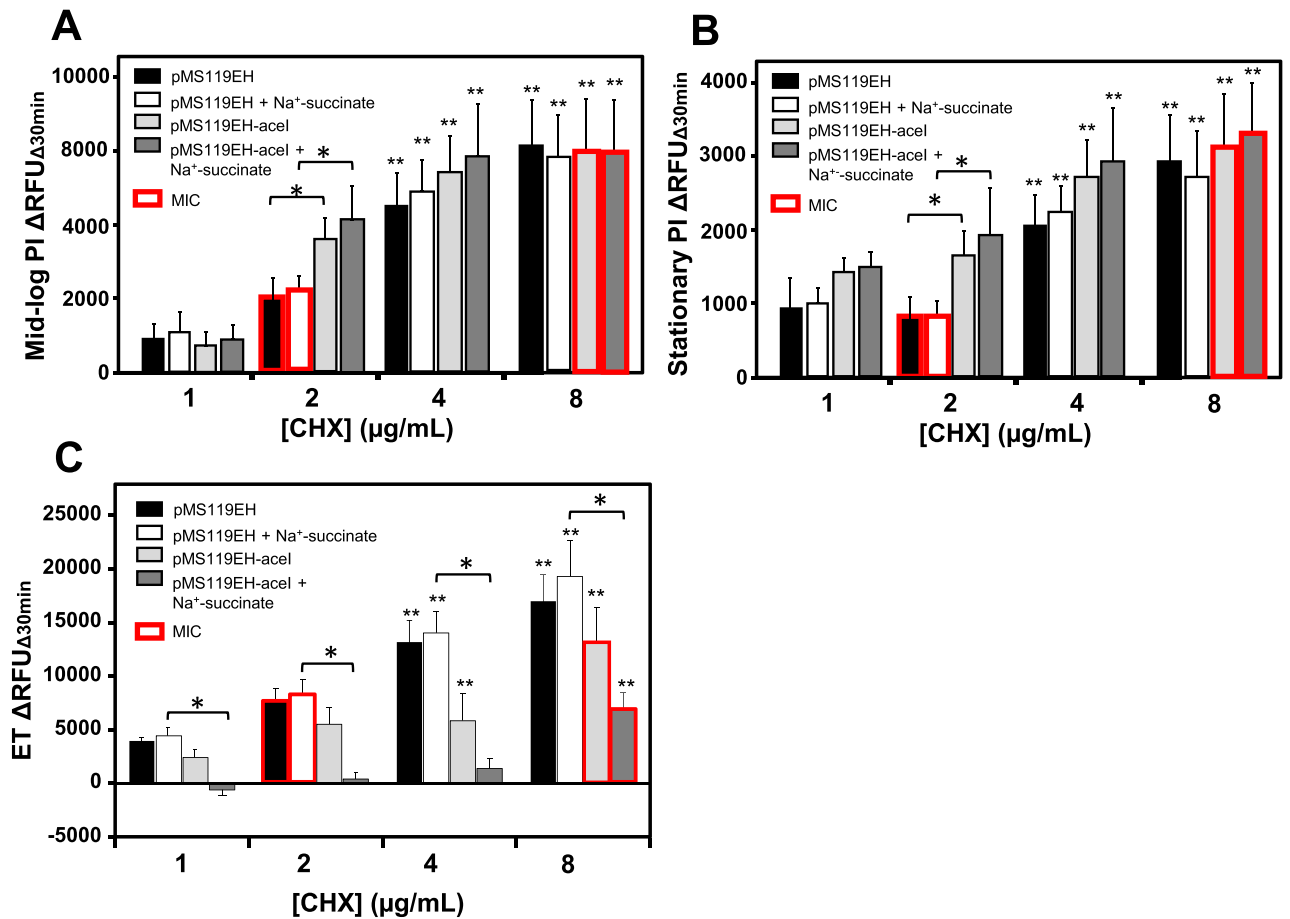 A
Mid-log PI ΔRFUΔ30min
10000
8000
4000
2000
0
pMS119EH
pMS119EH + Na⁺-succinate
pMS119EH-aceI
pMS119EH-aceI +
Na⁺-succinate
MIC
*
*
** ** ** **
** ** ** **
1 2 4 8
[CHX] (µg/mL)
B
Stationary PI ΔRFUΔ30min
4000
3000
2000
1000
0
pMS119EH
pMS119EH + Na⁺-succinate
pMS119EH-aceI
pMS119EH-aceI +
Na⁺-succinate
MIC
*
*
** ** ** **
** ** ** **
1 2 4 8
[CHX] (µg/mL)
C
ET ΔRFUΔ30min
25000
20000
15000
10000
5000
0
-5000
pMS119EH
pMS119EH + Na⁺-succinate
pMS119EH-aceI
pMS119EH-aceI +
Na⁺-succinate
MIC
*
*
*
*
** ** **
** ** ** **
1 2 4 8
[CHX] (µg/mL)